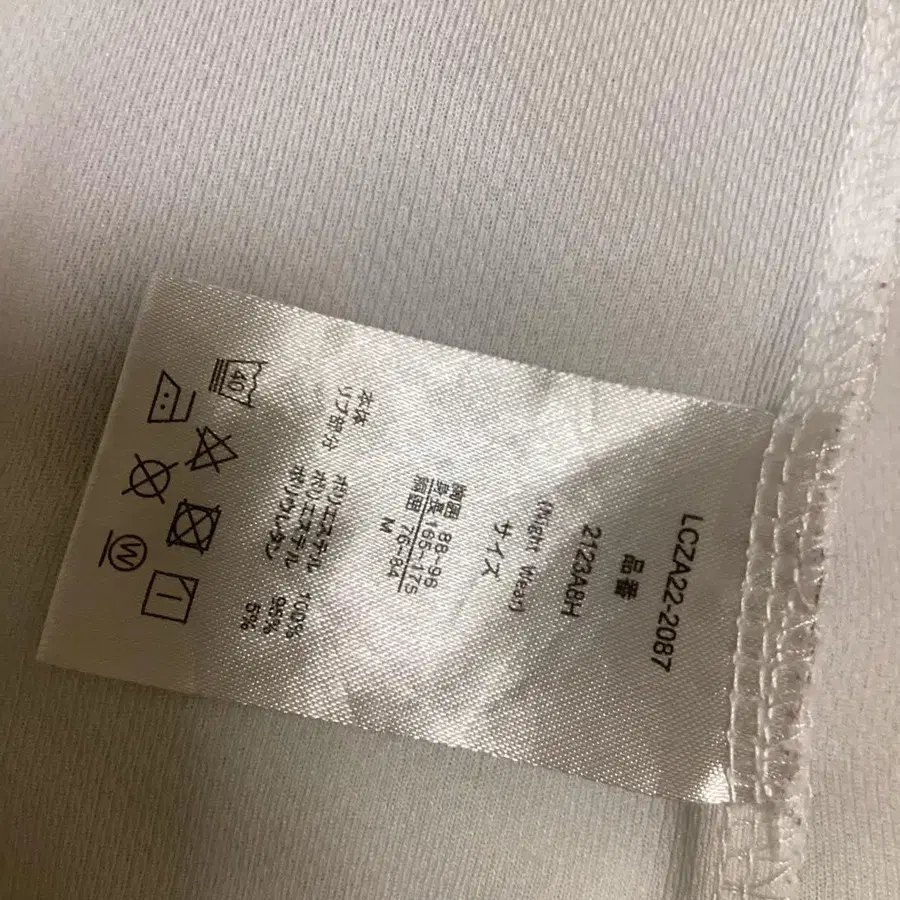 LCZA22-2087
品番
2123A8H
(Night Wear)
サイズ
胸囲 88~96
身長 165~175
胴囲 76~84
M
本体 ポリエステル 100%
リブ部分 ポリエステル 95%
ポリウレタン 5%
40
W